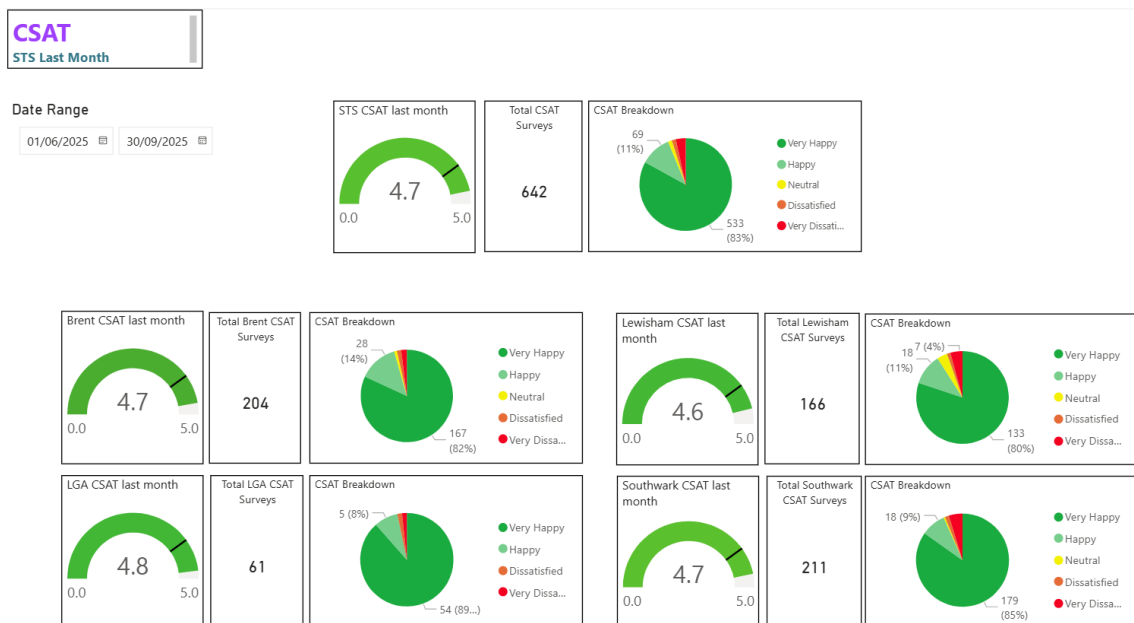 CSAT
STS Last Month
Date Range
01/06/2025
30/09/2025
STS CSAT last month
4.7
0.0
5.0
Total CSAT
Surveys
642
CSAT Breakdown
69
(11%)
533
(83%)
Very Happy
Happy
Neutral
Dissatisfied
Very Dissati...
Brent CSAT last month
4.7
0.0
5.0
Total Brent CSAT
Surveys
204
CSAT Breakdown
28
(14%)
167
(82%)
Very Happy
Happy
Neutral
Dissatisfied
Very Dissa...
Lewisham CSAT last
month
4.6
0.0
5.0
Total Lewisham
CSAT Surveys
166
CSAT Breakdown
7 (4%)
18
(11%)
133
(80%)
Very Happy
Happy
Neutral
Dissatisfied
Very Dissa...
LGA CSAT last month
4.8
0.0
5.0
Total LGA CSAT
Surveys
61
CSAT Breakdown
5 (8%)
54 (89...)
Very Happy
Happy
Dissatisfied
Very Dissa...
Southwark CSAT last
month
4.7
0.0
5.0
Total Southwark
CSAT Surveys
211
CSAT Breakdown
18 (9%)
179
(85%)
Very Happy
Happy
Neutral
Dissatisfied
Very Dissa...